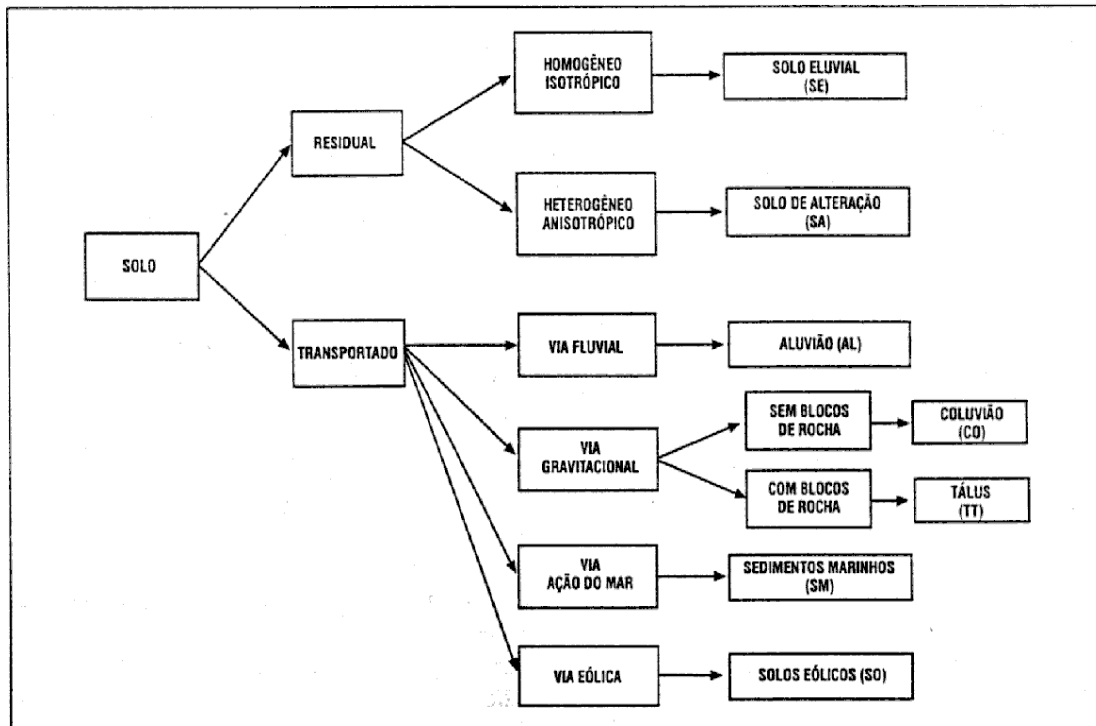 SOLO
RESIDUAL
HOMOGÊNEO
ISOTRÓPICO
SOLO ELUVIAL
(SE)
HETEROGÊNEO
ANISOTRÓPICO
SOLO DE ALTERAÇÃO
(SA)
TRANSPORTADO
VIA FLUVIAL
ALUVIÃO (AL)
VIA
GRAVITACIONAL
SEM BLOCOS
DE ROCHA
COLUVIÃO
(CO)
COM BLOCOS
DE ROCHA
TÁLUS
(TT)
VIA
AÇÃO DO MAR
SEDIMENTOS MARINHOS
(SM)
VIA EÓLICA
SOLOS EÓLICOS (SO)